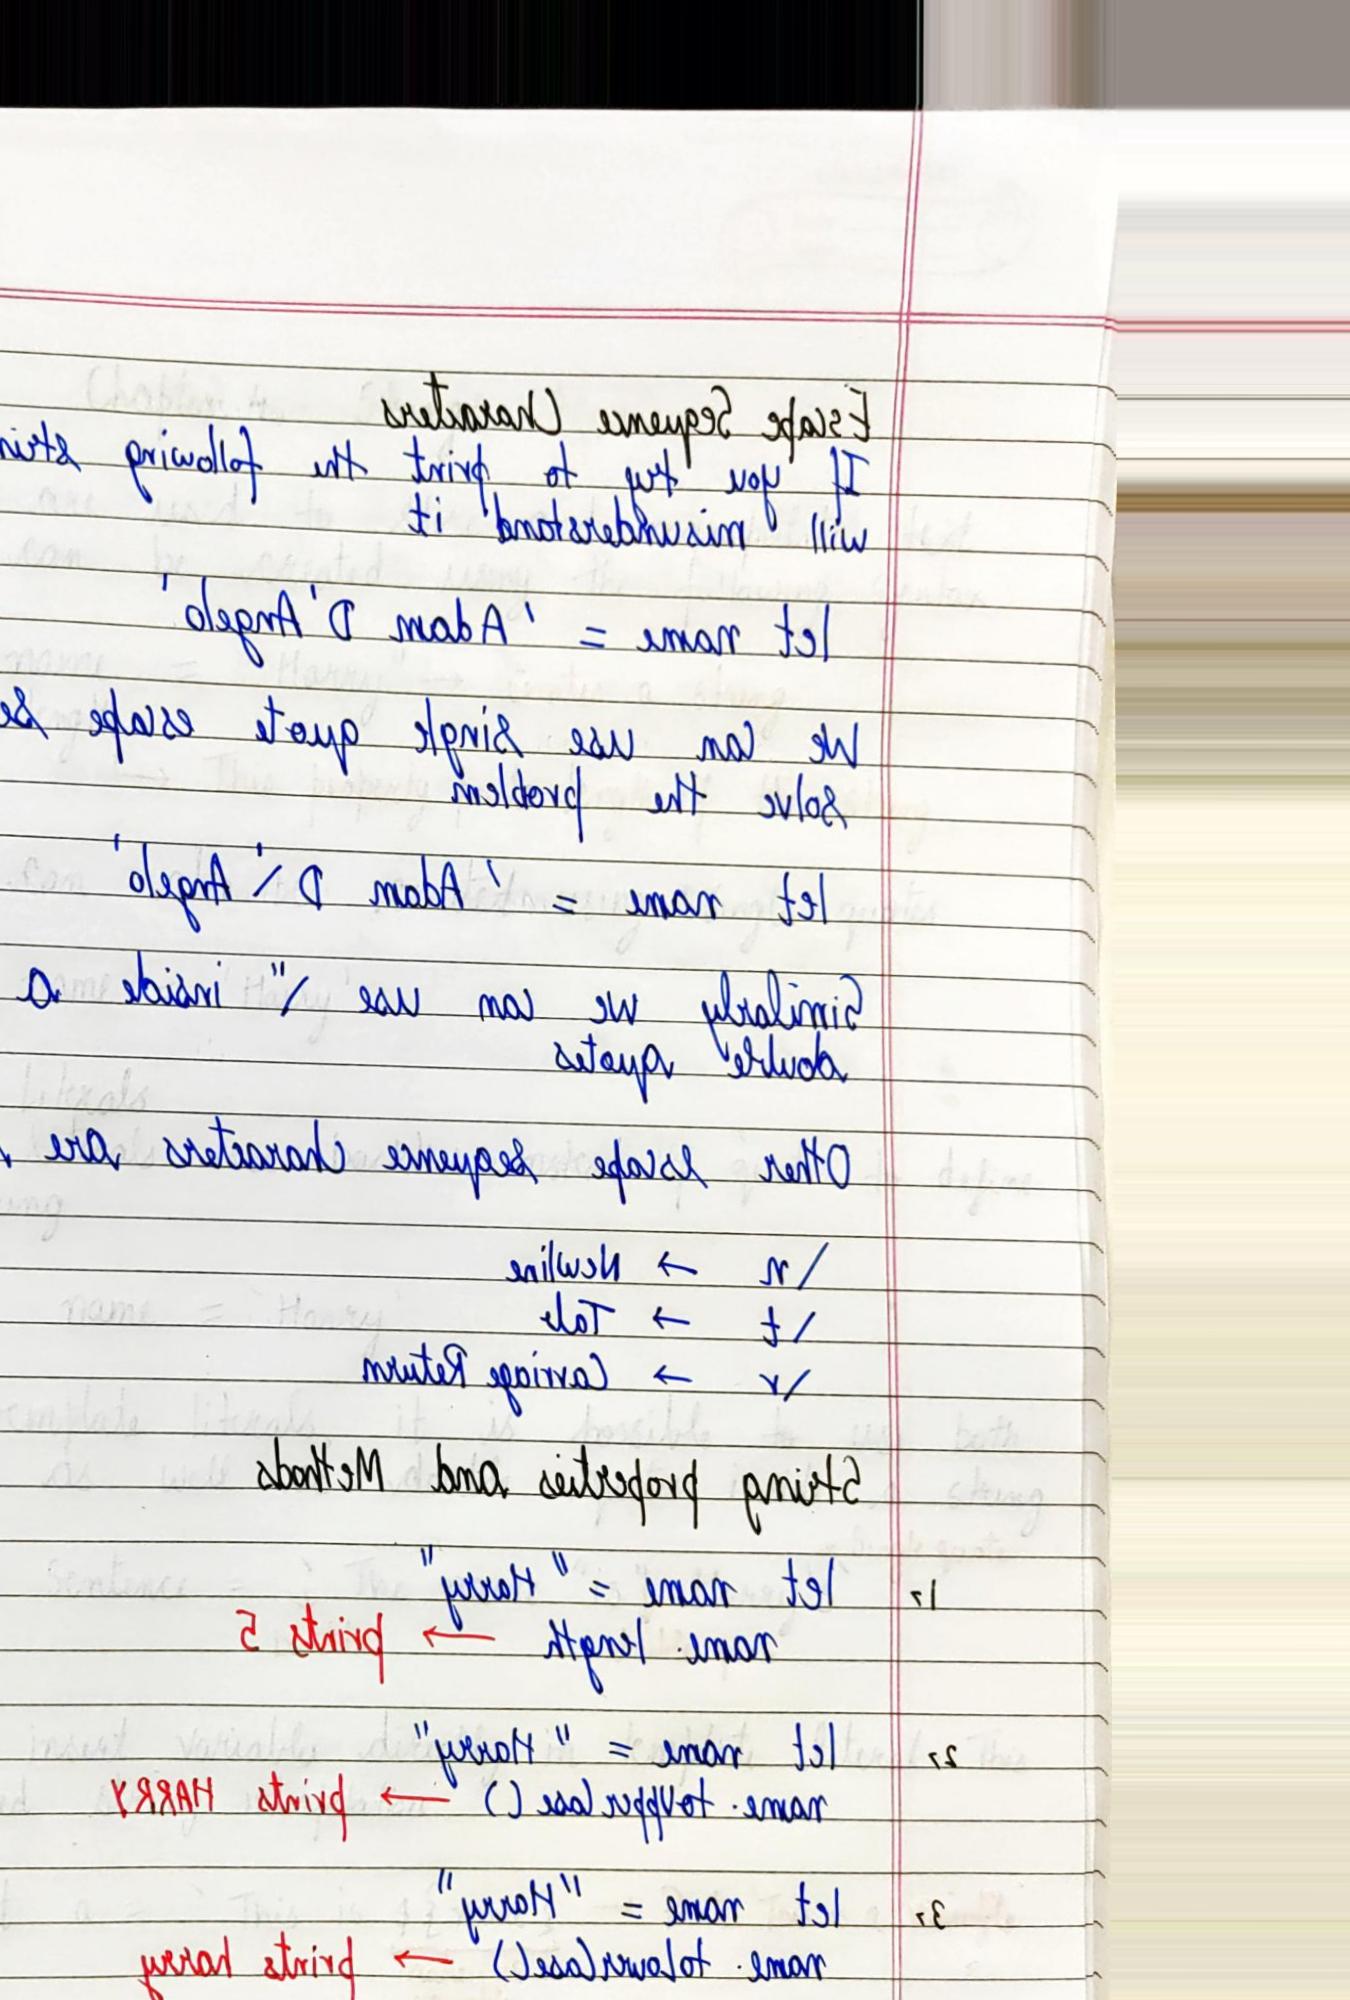 Escape Sequence Characters
If you try to print the following strin
will misunderstand it
let name = 'Adam D'Angelo'
We can use single quote escape se
solve the problem
let name = 'Adam D\'Angelo'
Similarly we can use \" inside a
double quotes
Other escape sequence characters are
\n → Newline
\t → Tab
\r → Carriage Return
String properties and Methods
1, let name = "Harry"
name.length → prints 5
2, let name = "Harry"
name.toUpperCase() → prints HARRY
3, let name = "Harry"
name.toLowerCase() → prints harry